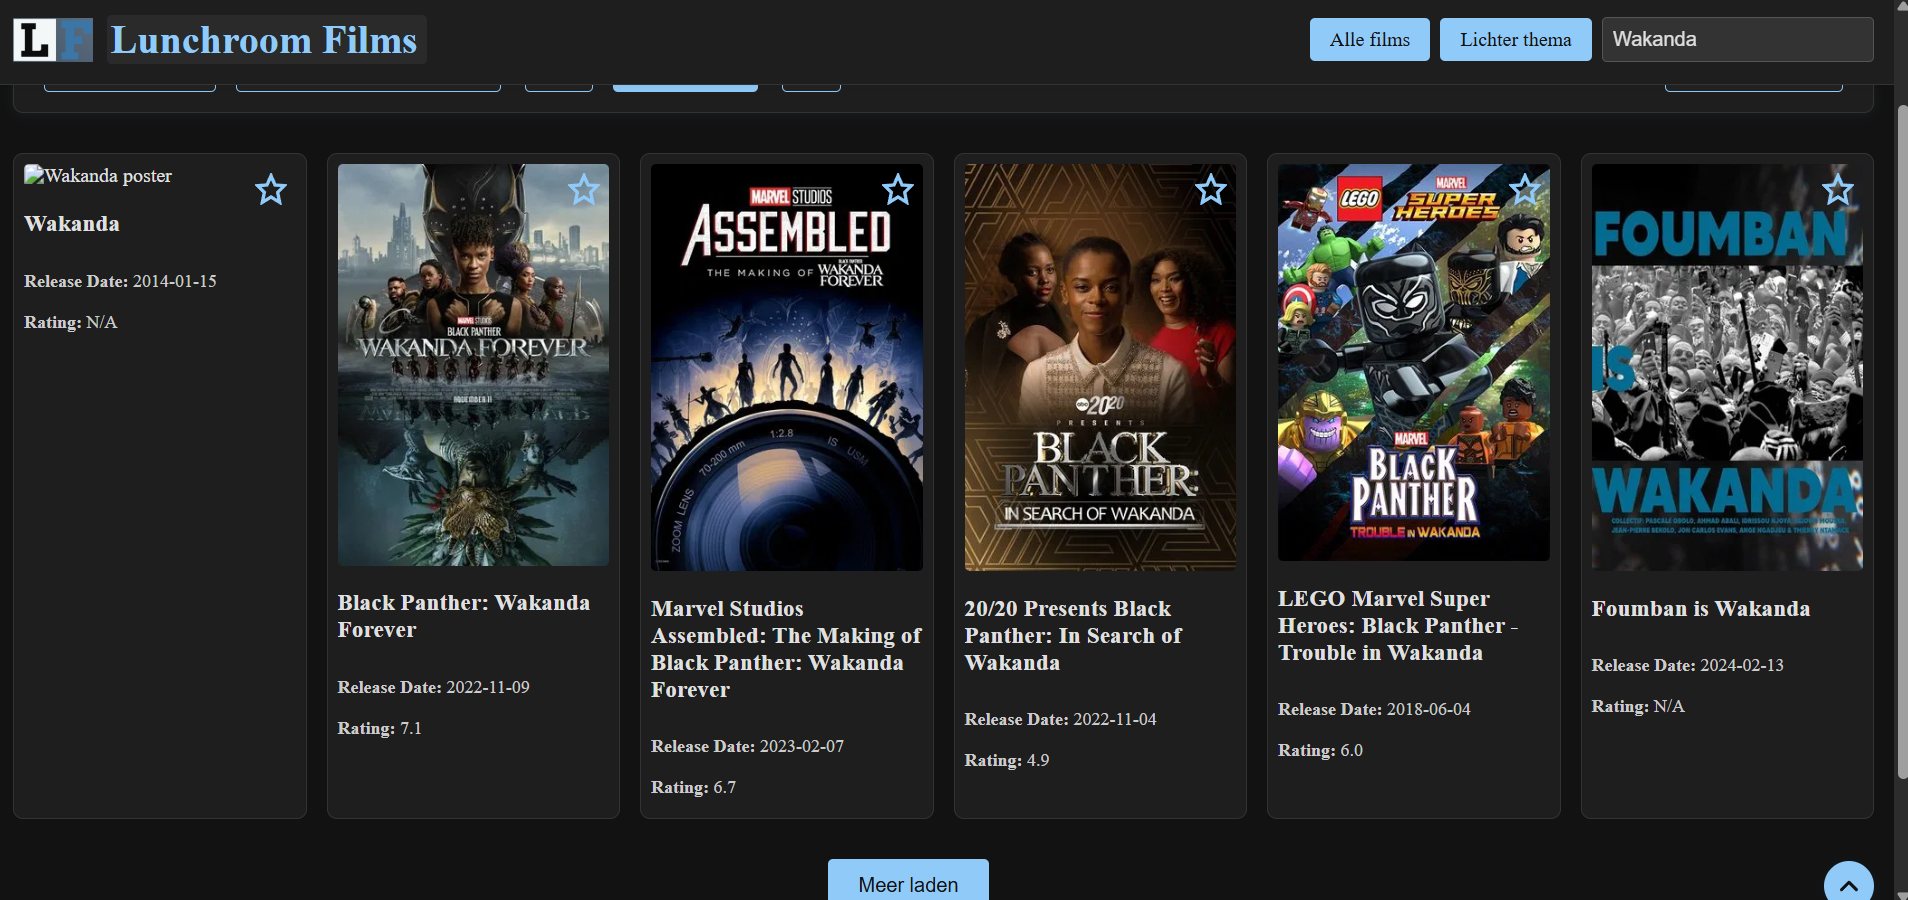 LF
Lunchroom Films
Alle films
Lichter thema
Wakanda
Wakanda poster
Wakanda
Release Date: 2014-01-15
Rating: N/A
MARVEL STUDIOS
BLACK PANTHER
WAKANDA FOREVER
NOVEMBER 11
Black Panther: Wakanda
Forever
Release Date: 2022-11-09
Rating: 7.1
MARVEL STUDIOS
ASSEMBLED
THE MAKING OF
BLACK PANTHER
WAKANDA
FOREVER
1:2.8
IS
USM
70-200 mm
ZOOM LENS
Marvel Studios
Assembled: The Making of
Black Panther: Wakanda
Forever
Release Date: 2023-02-07
Rating: 6.7
abc 2020
PRESENTS
BLACK
PANTHER:
IN SEARCH OF WAKANDA
20/20 Presents Black
Panther: In Search of
Wakanda
Release Date: 2022-11-04
Rating: 4.9
LEGO
MARVEL
SUPER
HEROES
MARVEL
BLACK
PANTHER
TROUBLE IN WAKANDA
LEGO Marvel Super
Heroes: Black Panther -
Trouble in Wakanda
Release Date: 2018-06-04
Rating: 6.0
FOUMBAN
IS
WAKANDA
Foumban is Wakanda
Release Date: 2024-02-13
Rating: N/A
Meer laden